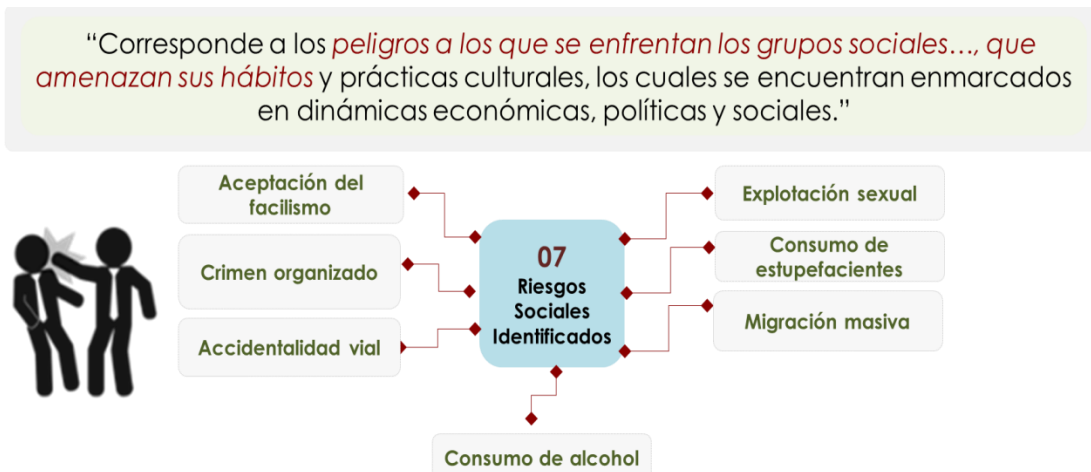 “Corresponde a los peligros a los que se enfrentan los grupos sociales…, que
amenazan sus hábitos y prácticas culturales, los cuales se encuentran enmarcados
en dinámicas económicas, políticas y sociales.”
Aceptación del
facilismo
Crimen organizado
Accidentalidad vial
07
Riesgos
Sociales
Identificados
Explotación sexual
Consumo de
estupefacientes
Migración masiva
Consumo de alcohol